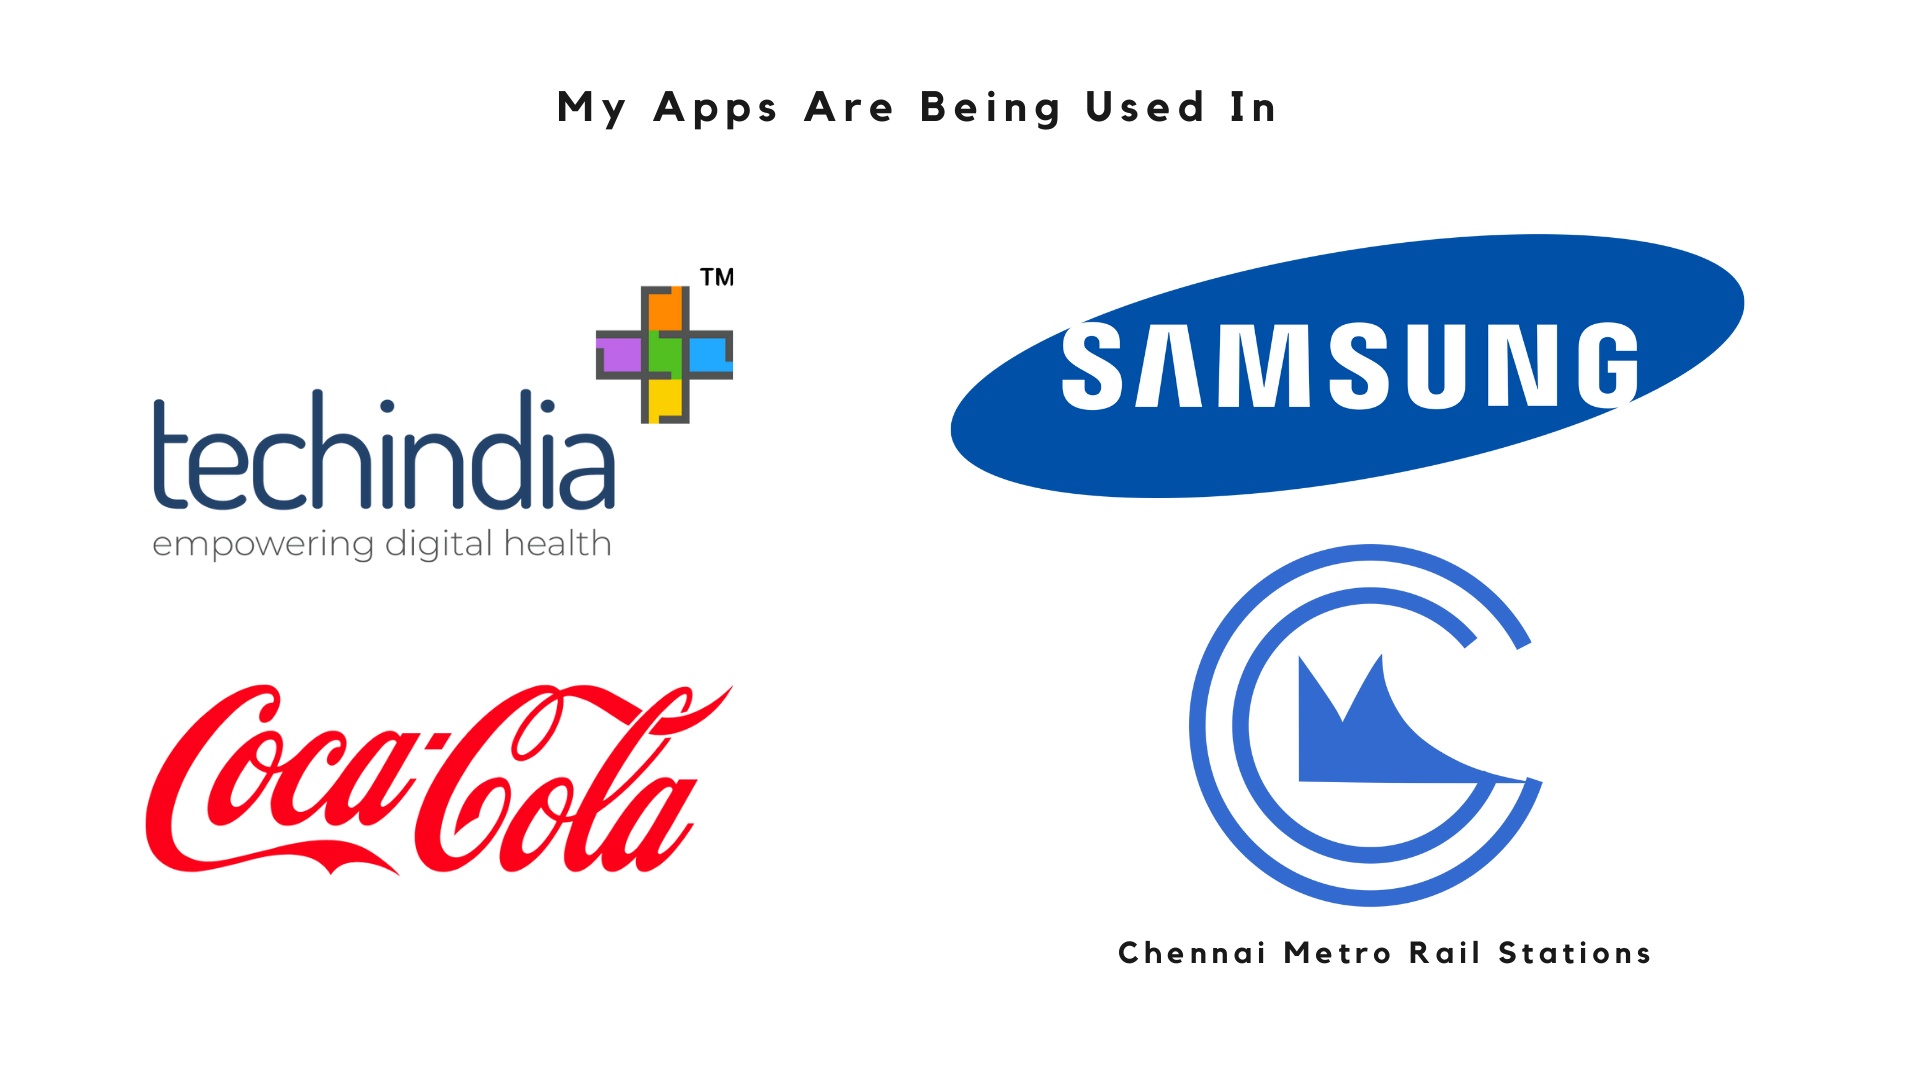 My Apps Are Being Used In
TM
techindia
empowering digital health
SAMSUNG
Coca-Cola
Chennai Metro Rail Stations